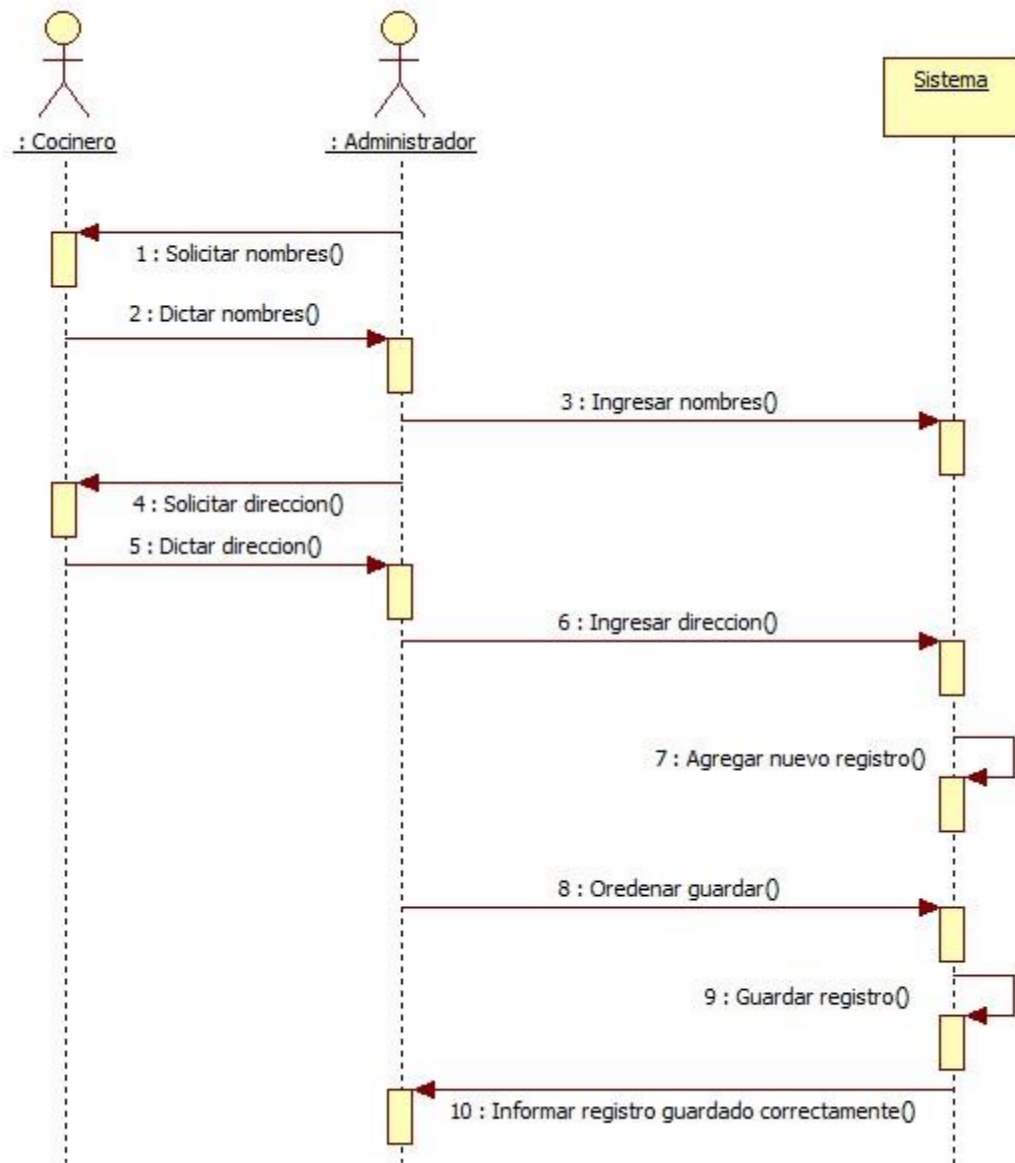 : Cocinero
: Administrador
Sistema
1 : Solicitar nombres()
2 : Dictar nombres()
3 : Ingresar nombres()
4 : Solicitar direccion()
5 : Dictar direccion()
6 : Ingresar direccion()
7 : Agregar nuevo registro()
8 : Oredenar guardar()
9 : Guardar registro()
10 : Informar registro guardado correctamente()